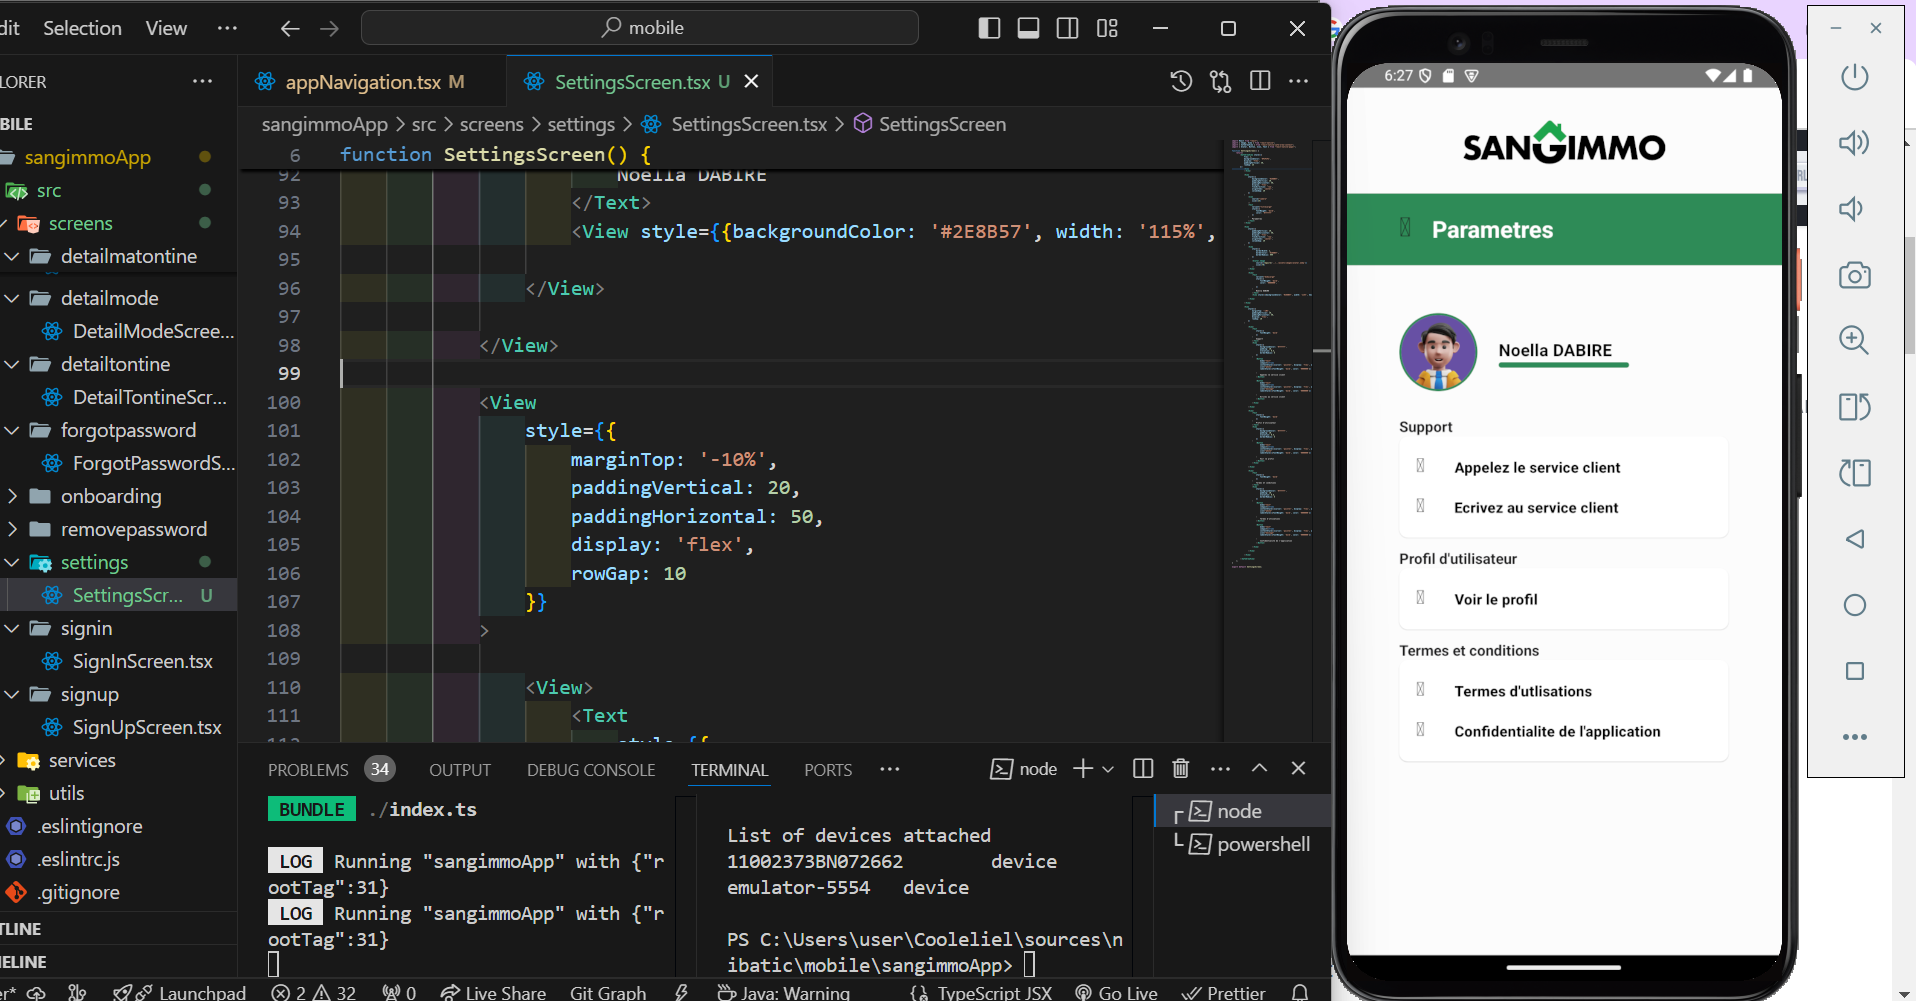 dit Selection View ··· mobile
LORER ···
appNavigation.tsx M
SettingsScreen.tsx U
sangimmoApp > src > screens > settings > SettingsScreen.tsx > SettingsScreen
BILE
sangimmoApp
src
screens
detailmatontine
detailmode
DetailModeScree...
detailtontine
DetailTontineScr...
forgotpassword
ForgotPasswordS...
onboarding
removepassword
settings
SettingsScr... U
signin
SignInScreen.tsx
signup
SignUpScreen.tsx
services
utils
.eslintignore
.eslintrc.js
.gitignore
TLINE
IELINE
6 function SettingsScreen() {
92 Noella DABIRE
93 </Text>
94 <View style={{backgroundColor: '#2E8B57', width: '115%',
95
96 </View>
97
98 </View>
99
100 <View
101 style={{
102 marginTop: '-10%',
103 paddingVertical: 20,
104 paddingHorizontal: 50,
105 display: 'flex',
106 rowGap: 10
107 }}
108 >
109
110 <View>
111 <Text
112 style={{
PROBLEMS 34 OUTPUT DEBUG CONSOLE TERMINAL PORTS ··· node
BUNDLE ./index.ts
LOG Running "sangimmoApp" with {"r
ootTag":31}
LOG Running "sangimmoApp" with {"r
ootTag":31}
List of devices attached
11002373BN072662 device
emulator-5554 device
PS C:\Users\user\Cooleliel\sources\n
ibatic\mobile\sangimmoApp>
node
powershell
er* Launchpad 2 32 0 Live Share Git Graph Java: Warning {} TypeScript JSX Go Live Prettier
6:27
SANGIMMO
Parametres
Noella DABIRE
Support
Appelez le service client
Ecrivez au service client
Profil d'utilisateur
Voir le profil
Termes et conditions
Termes d'utlisations
Confidentialite de l'application